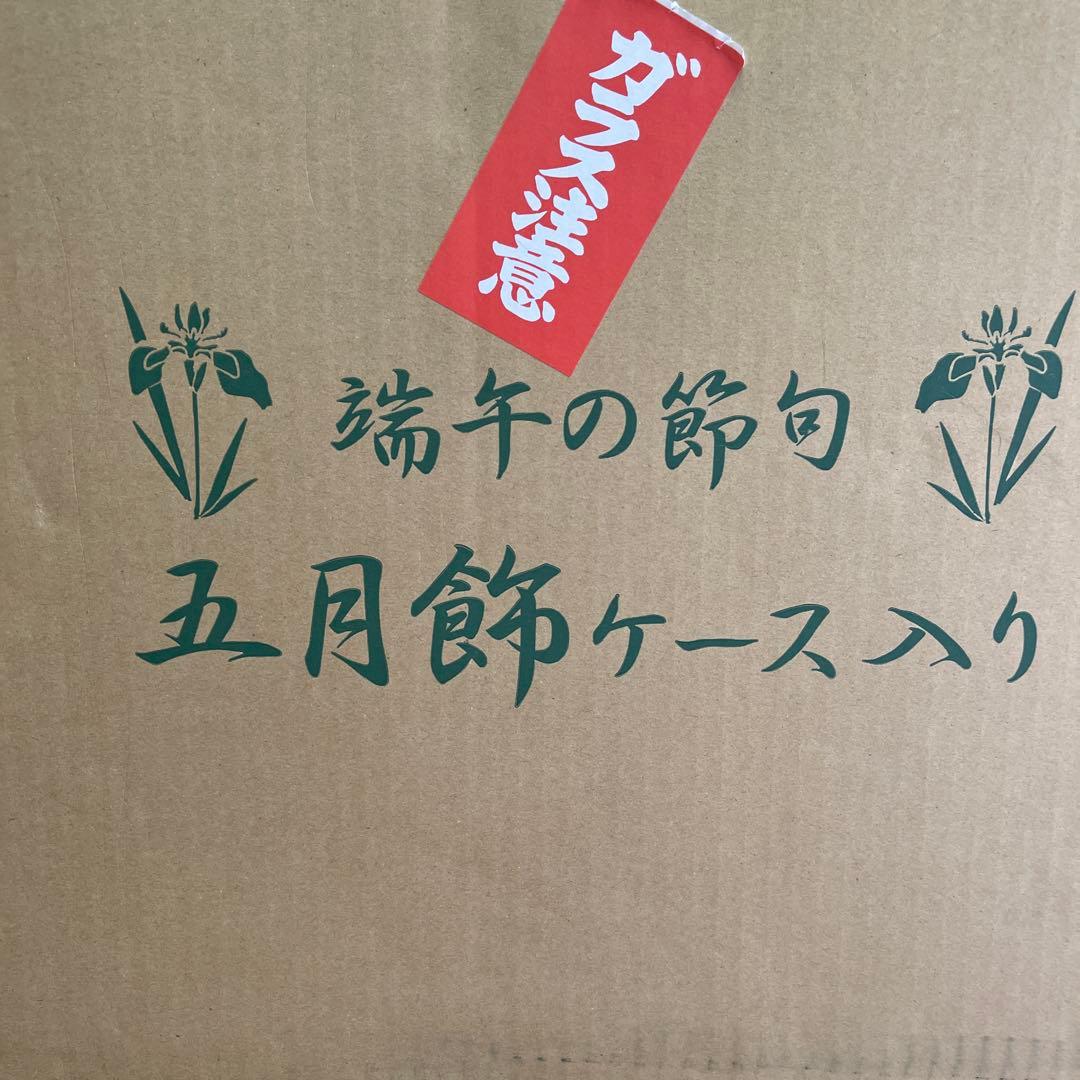 ガラス注意
端午の節句
五月飾ケース入り